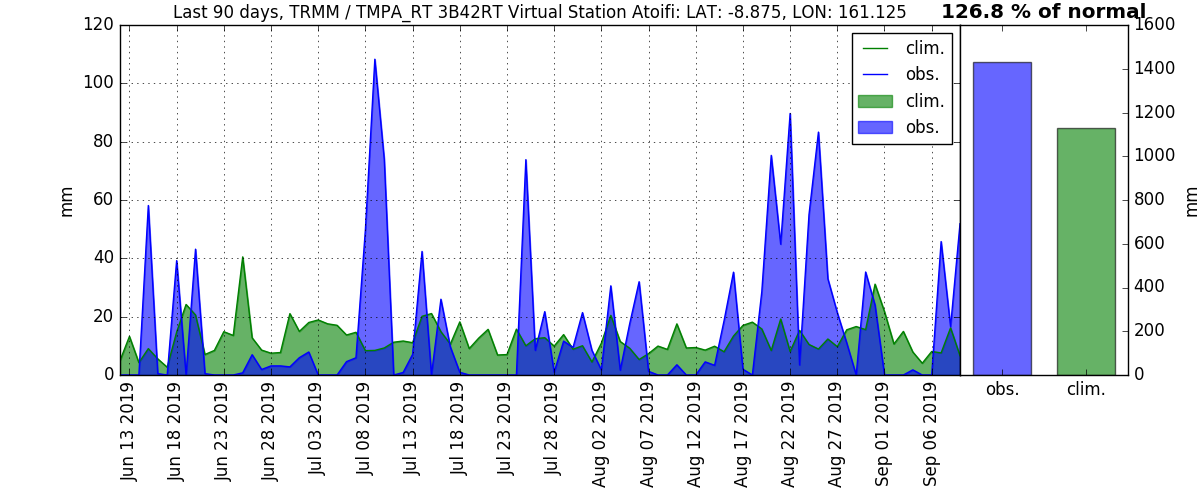 Last 90 days, TRMM / TMPA_RT 3B42RT Virtual Station Atoifi: LAT: -8.875, LON: 161.125
126.8 % of normal
mm
120
100
80
60
40
20
0
clim.
obs.
clim.
obs.
Jun 13 2019
Jun 18 2019
Jun 23 2019
Jun 28 2019
Jul 03 2019
Jul 08 2019
Jul 13 2019
Jul 18 2019
Jul 23 2019
Jul 28 2019
Aug 02 2019
Aug 07 2019
Aug 12 2019
Aug 17 2019
Aug 22 2019
Aug 27 2019
Sep 01 2019
Sep 06 2019
obs.
clim.
1600
1400
1200
1000
800
600
400
200
0
mm